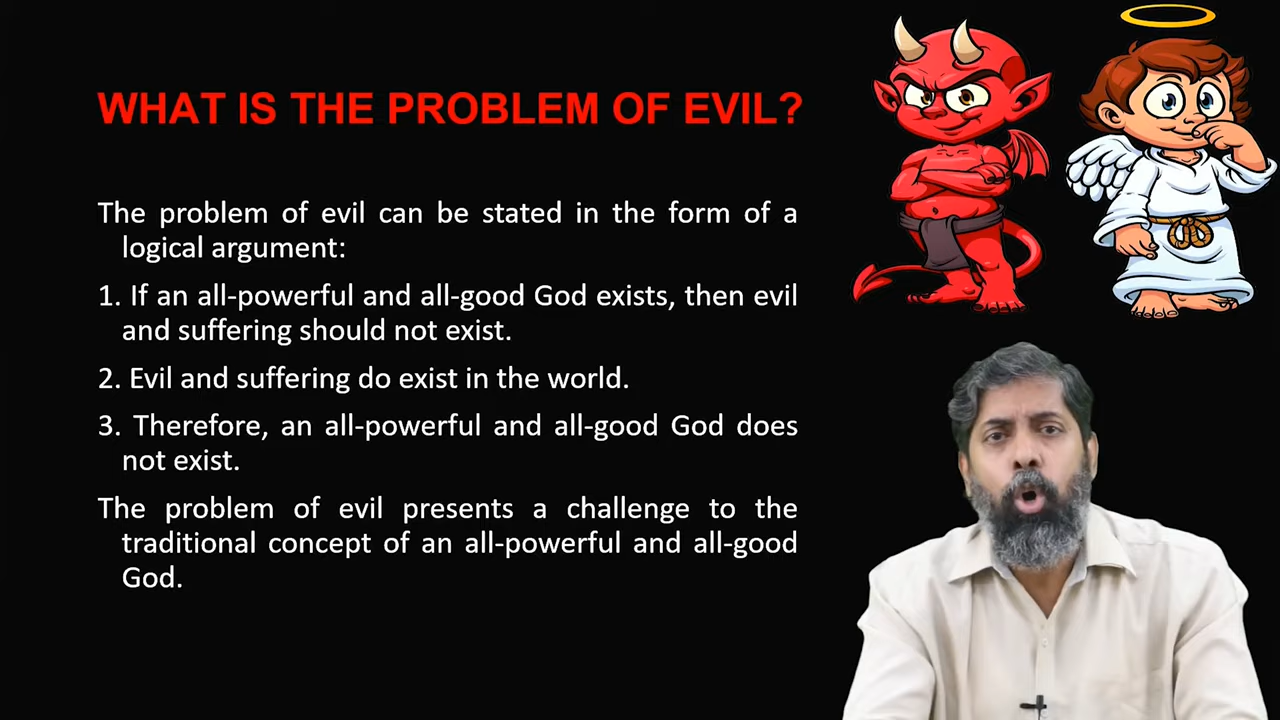 WHAT IS THE PROBLEM OF EVIL?
The problem of evil can be stated in the form of a
logical argument:
1. If an all-powerful and all-good God exists, then evil
and suffering should not exist.
2. Evil and suffering do exist in the world.
3. Therefore, an all-powerful and all-good God does
not exist.
The problem of evil presents a challenge to the
traditional concept of an all-powerful and all-good
God.